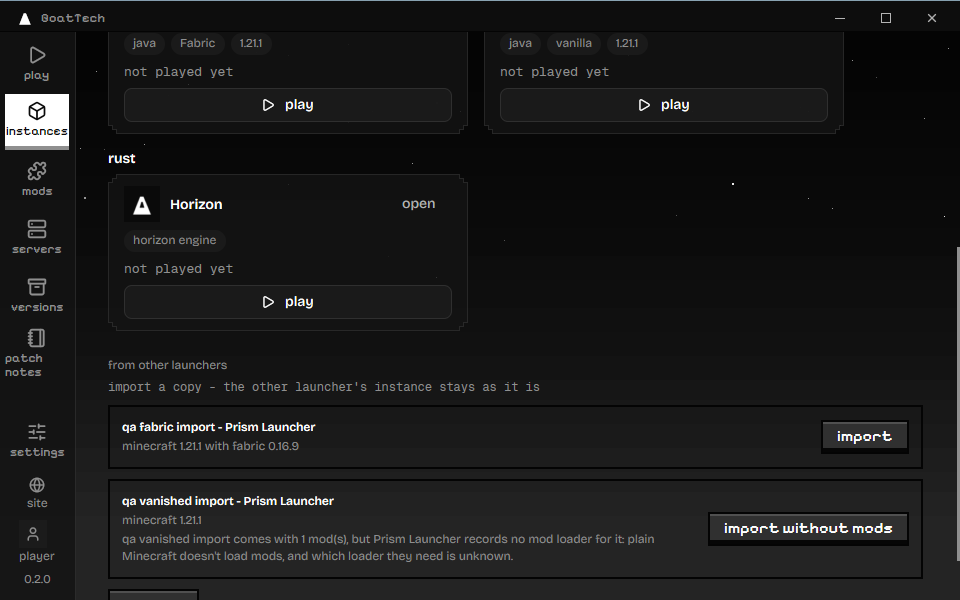 GoatTech
play
instances
mods
servers
versions
patch notes
settings
site
player
0.2.0
java Fabric 1.21.1
not played yet
play
java vanilla 1.21.1
not played yet
play
rust
Horizon open
horizon engine
not played yet
play
from other launchers
import a copy - the other launcher's instance stays as it is
qa fabric import - Prism Launcher
minecraft 1.21.1 with fabric 0.16.9
import
qa vanished import - Prism Launcher
minecraft 1.21.1
qa vanished import comes with 1 mod(s), but Prism Launcher records no mod loader for it: plain
Minecraft doesn't load mods, and which loader they need is unknown.
import without mods